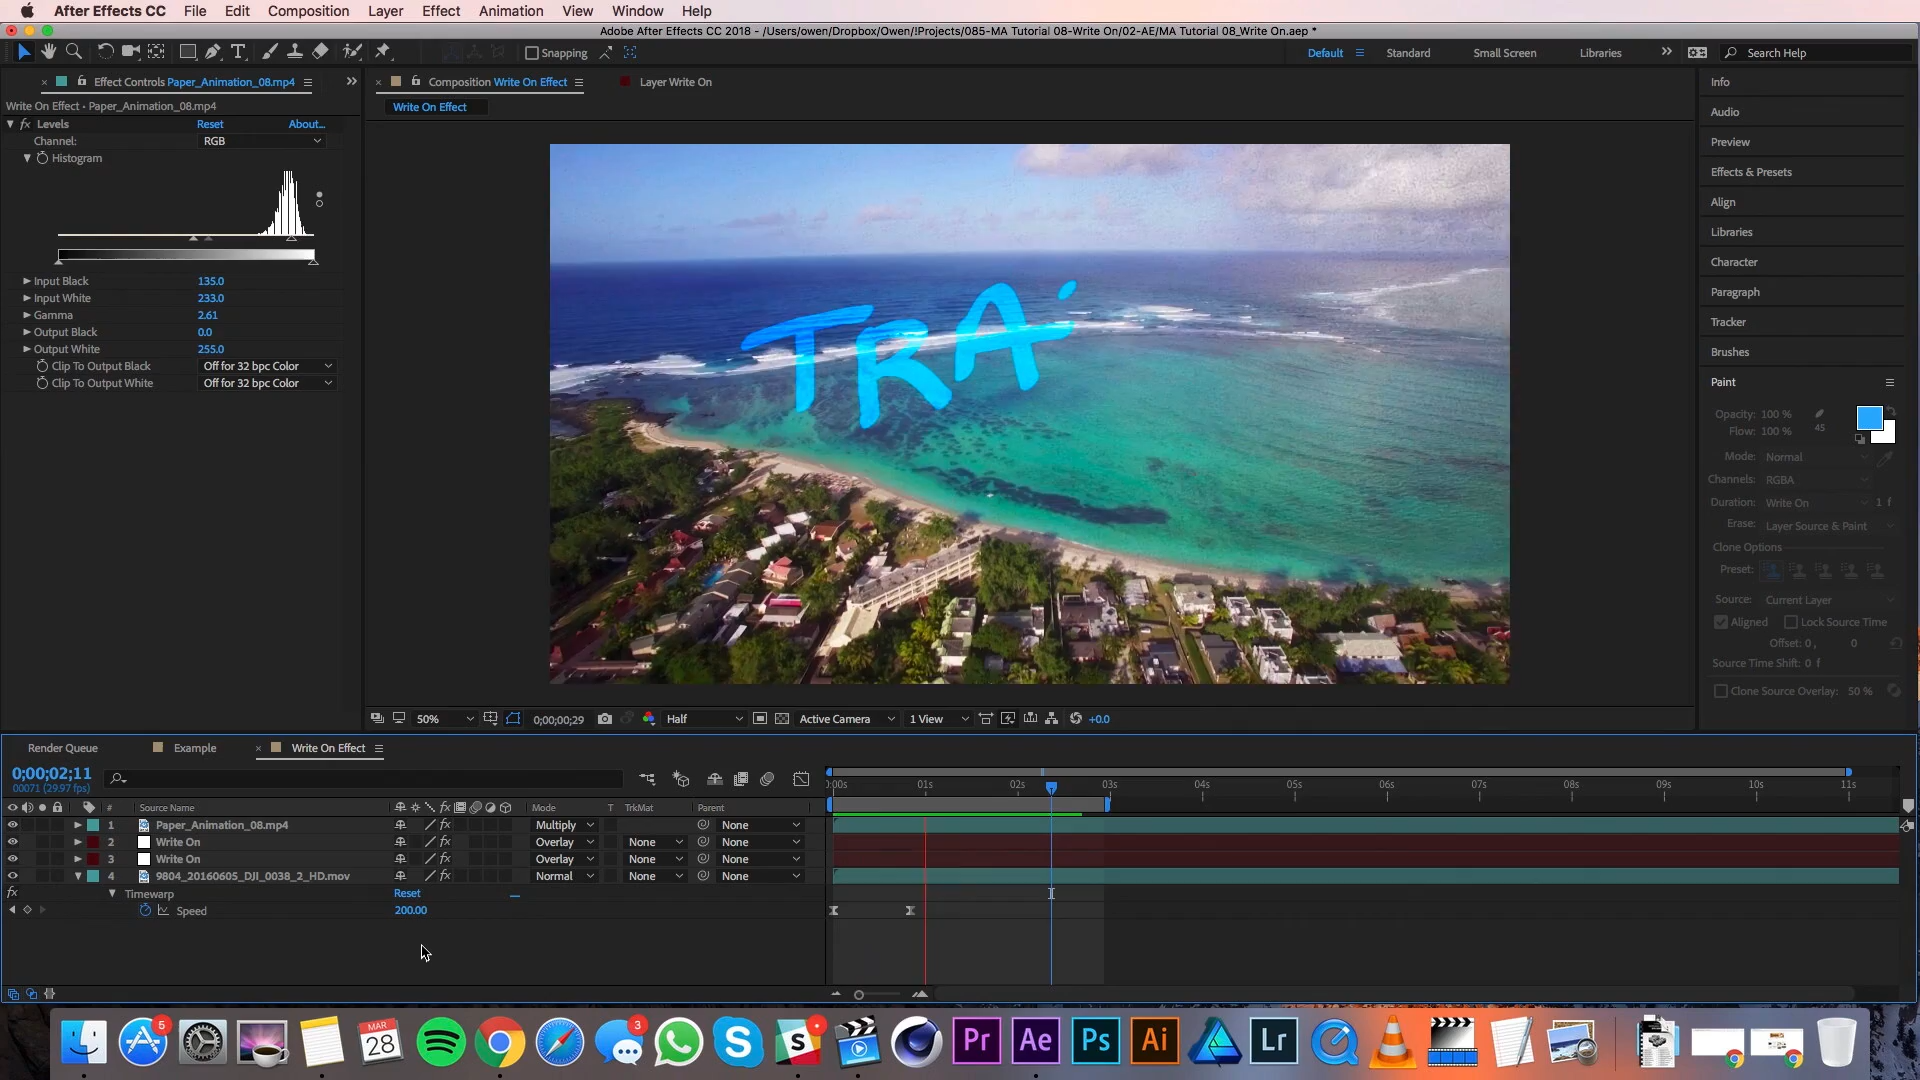 After Effects CC File Edit Composition Layer Effect Animation View Window Help
Adobe After Effects CC 2018 - /Users/owen/Dropbox/Owen/!Projects/085-MA Tutorial 08-Write On/02-AE/MA Tutorial 08_Write On.aep *
Snapping Default Standard Small Screen Libraries Search Help
Effect Controls Paper_Animation_08.mp4
Composition Write On Effect
Layer Write On
Write On Effect • Paper_Animation_08.mp4
Write On Effect
fx Levels Reset About...
Channel: RGB
Histogram
Input Black 135.0
Input White 233.0
Gamma 2.61
Output Black 0.0
Output White 255.0
Clip To Output Black Off for 32 bpc Color
Clip To Output White Off for 32 bpc Color
TRA
Info
Audio
Preview
Effects & Presets
Align
Libraries
Character
Paragraph
Tracker
Brushes
Paint
Opacity: 100 %
Flow: 100 %
45
Mode: Normal
Channels: RGBA
Duration: Write On 1 f
Erase: Layer Source & Paint
Clone Options
Preset:
Source: Current Layer
Aligned Lock Source Time
Offset: 0 , 0
Source Time Shift: 0 f
Clone Source Overlay: 50 %
50% 0;00;00;29 Half Active Camera 1 View +0.0
Render Queue Example Write On Effect
0;00;02;11
00071 (29.97 fps)
0:00s 01s 02s 03s 04s 05s 06s 07s 08s 09s 10s 11s
# Source Name fx Mode T TrkMat Parent
1 Paper_Animation_08.mp4 fx Multiply None
2 Write On fx Overlay None None
3 Write On fx Overlay None None
4 9804_20160605_DJI_0038_2_HD.mov fx Normal None None
fx Timewarp Reset
Speed 200.00
5
MAR
28
3
Pr Ae Ps Ai Lr